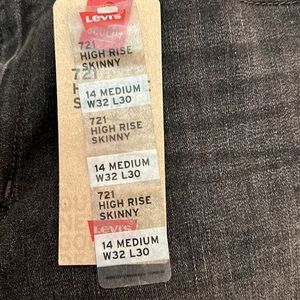 Levi's
721
HIGH RISE
SKINNY
14 MEDIUM
W32 L30
721
HIGH RISE
SKINNY
14 MEDIUM
W32 L30
721
HIGH RISE
SKINNY
Levi's
14 MEDIUM
W32 L30